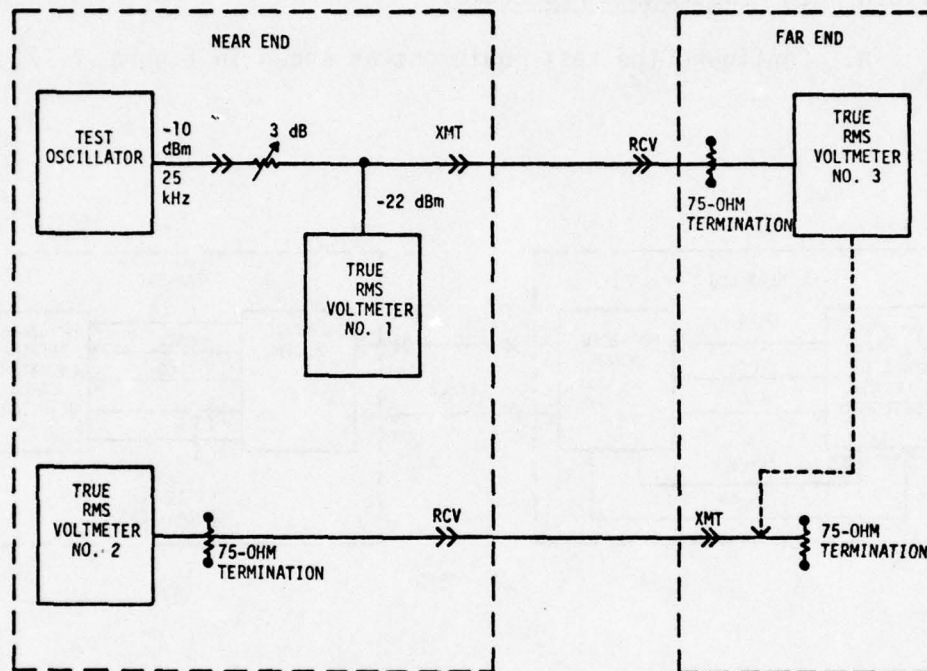 NEAR END
FAR END
TEST
OSCILLATOR
-10
dBm
25
kHz
3 dB
XMT
RCV
-22 dBm
TRUE
RMS
VOLTMETER
NO. 1
75-OHM
TERMINATION
TRUE
RMS
VOLTMETER
NO. 3
TRUE
RMS
VOLTMETER
NO. 2
75-OHM
TERMINATION
RCV
XMT
75-OHM
TERMINATION